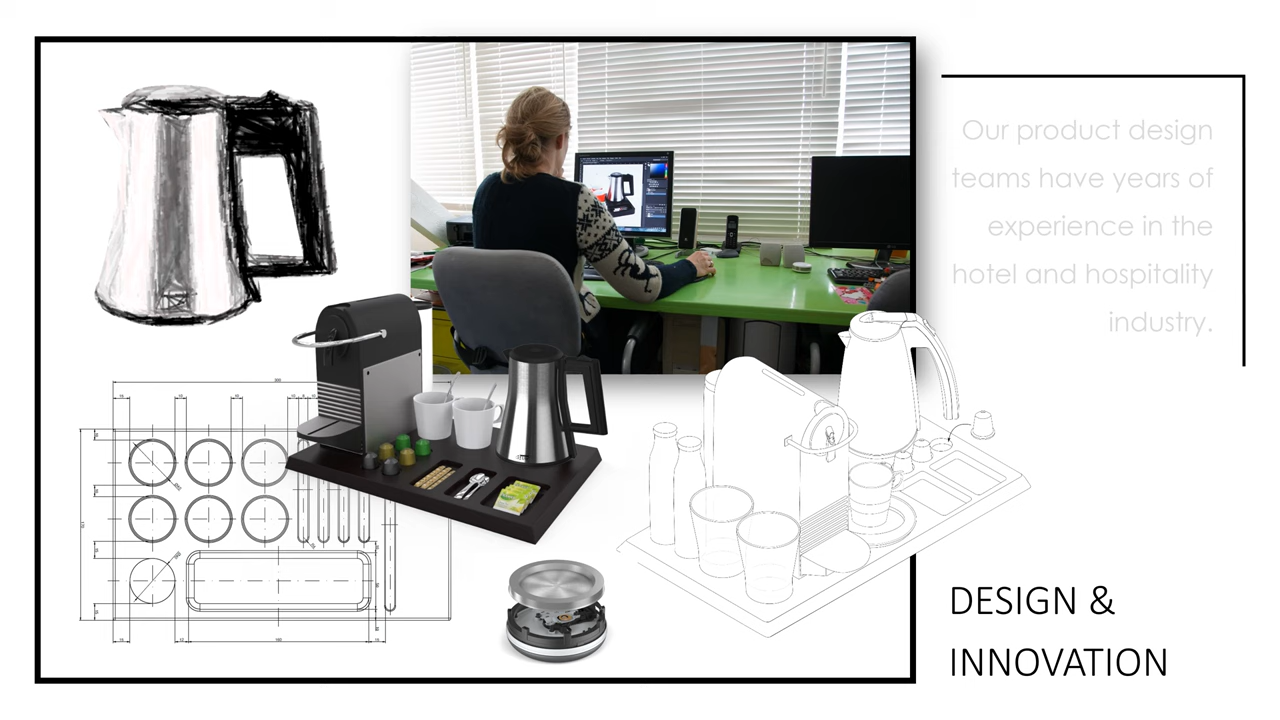 Our product design
teams have years of
experience in the
hotel and hospitality
industry.
DESIGN &
INNOVATION